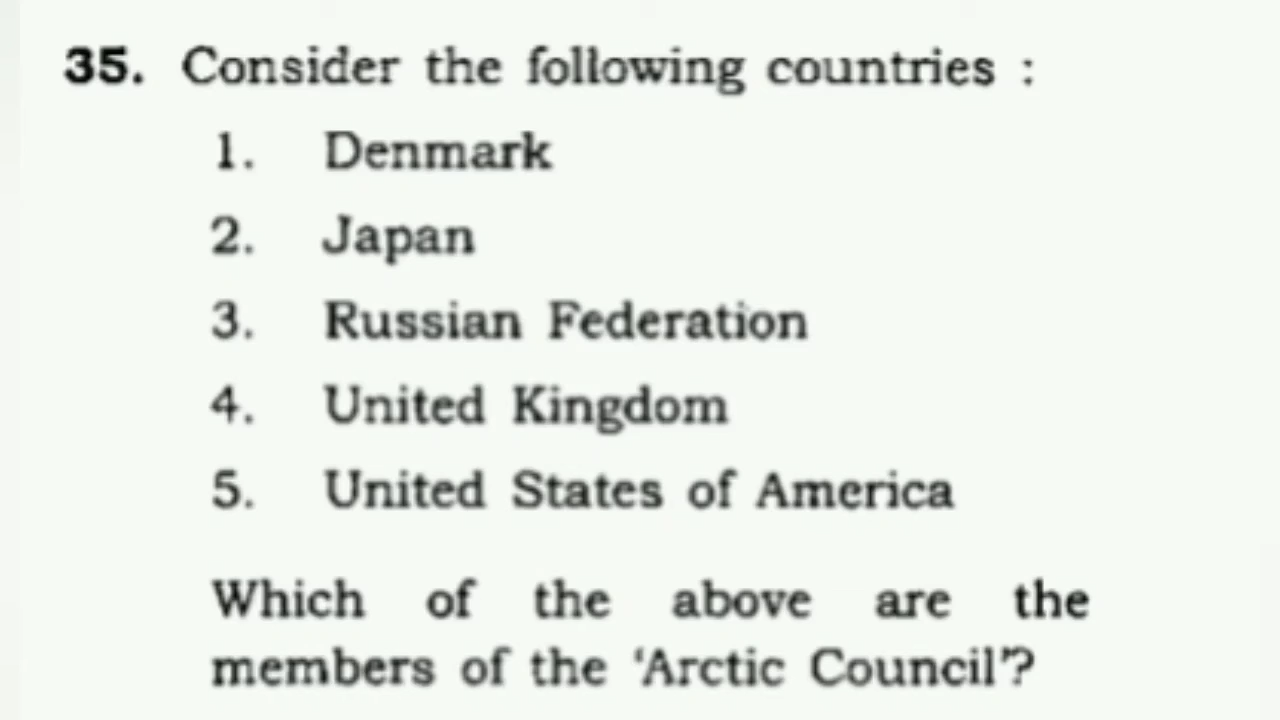 35. Consider the following countries :
1. Denmark
2. Japan
3. Russian Federation
4. United Kingdom
5. United States of America
Which of the above are the
members of the ‘Arctic Council’?